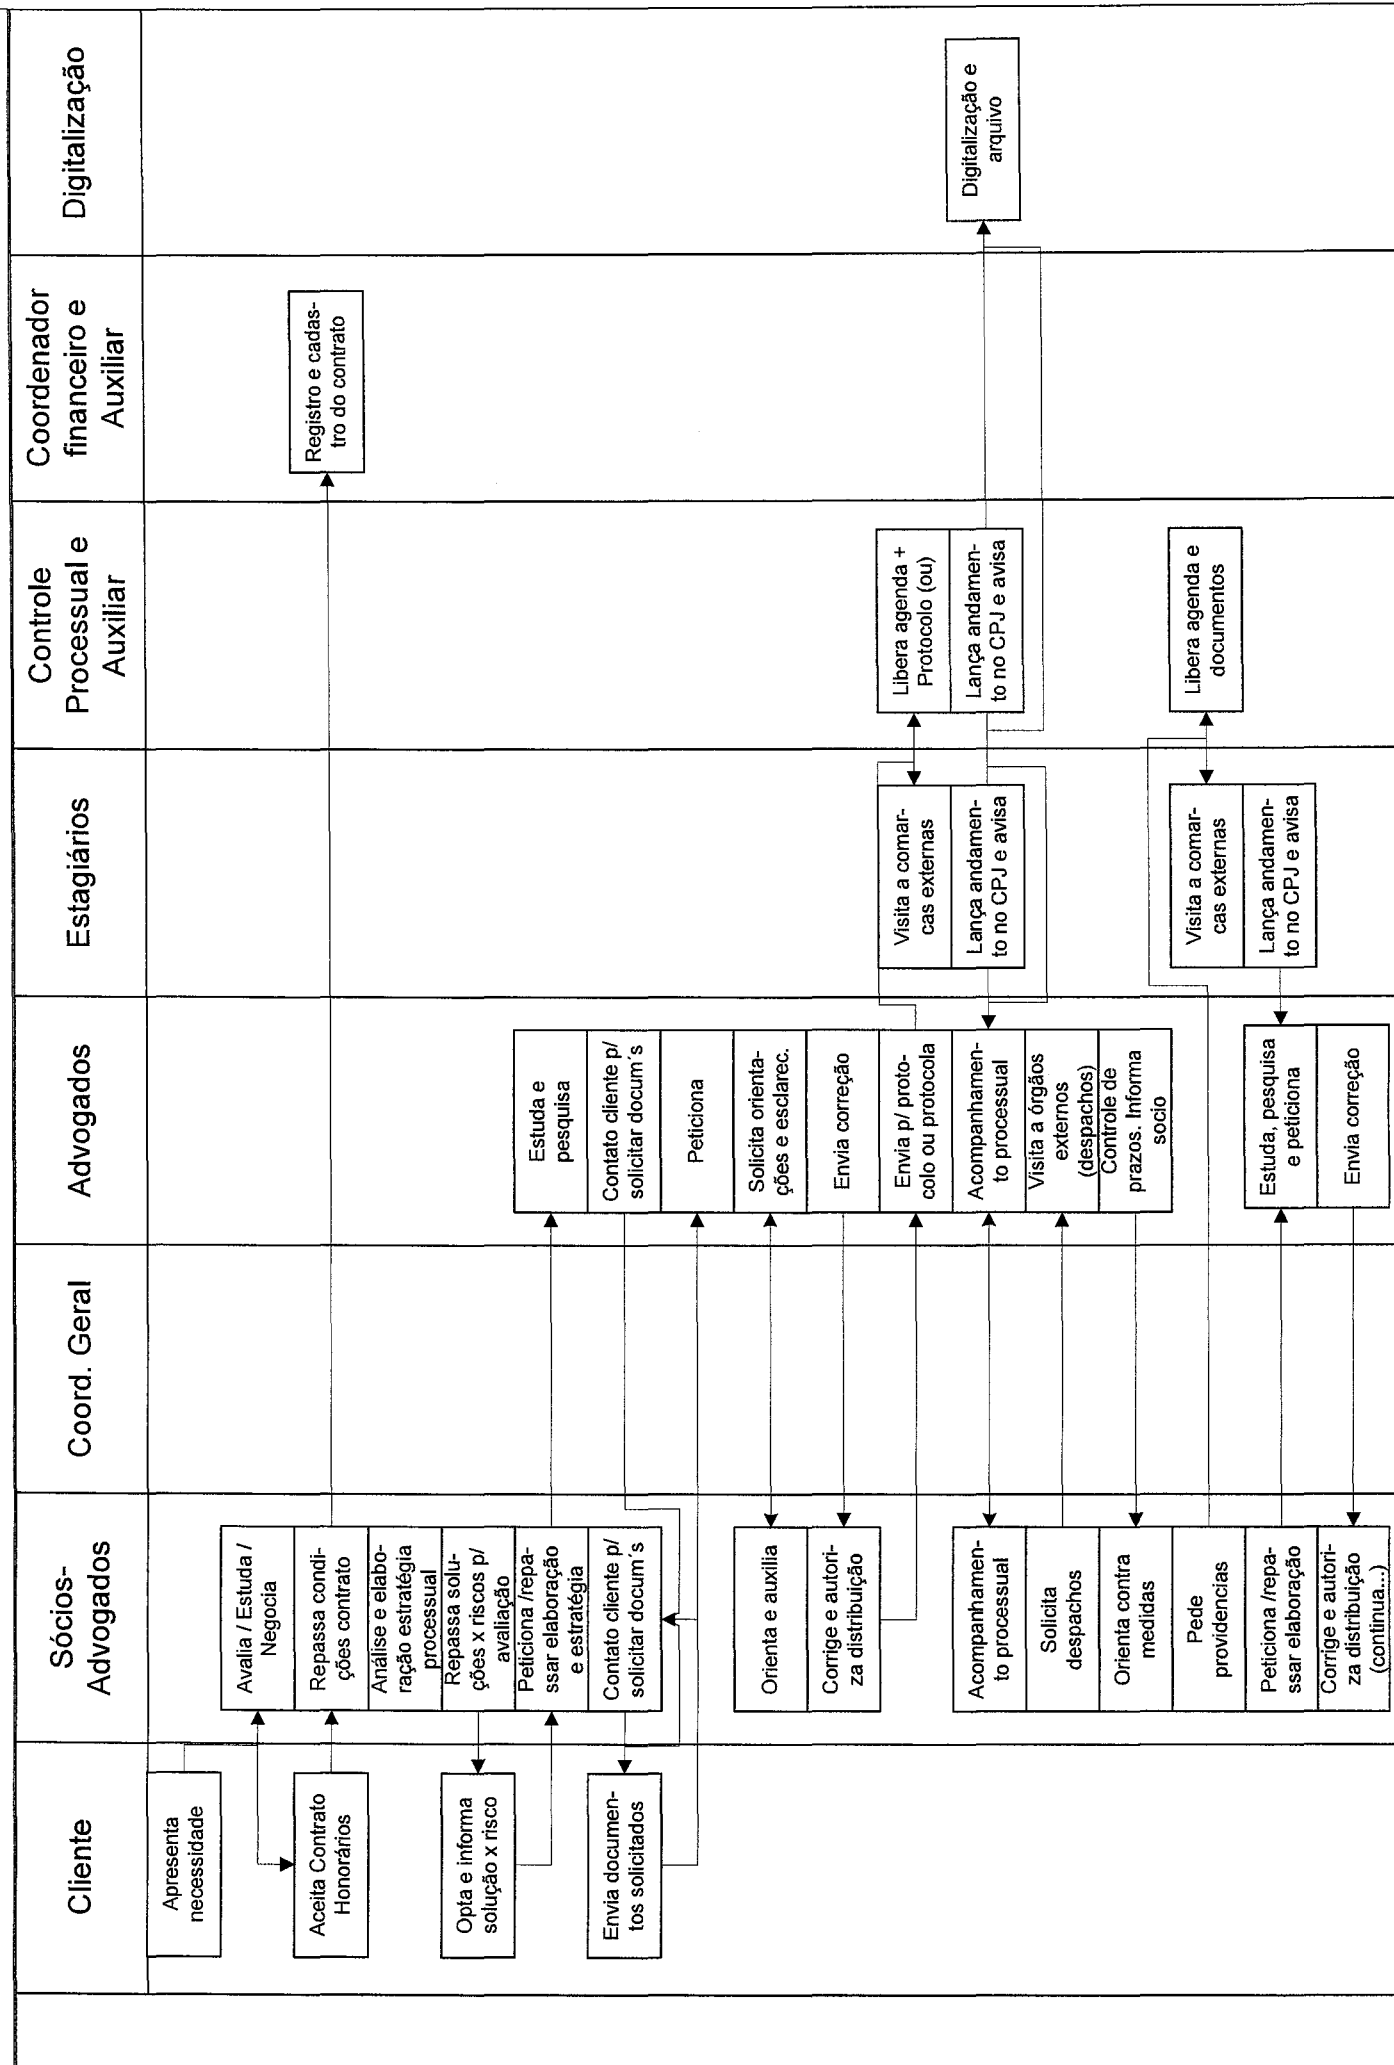 Cliente
Sócios-
Advogados
Coord. Geral
Advogados
Estagiários
Controle
Processual e
Auxiliar
Coordenador
financeiro e
Auxiliar
Digitalização
Apresenta
necessidade
Aceita Contrato
Honorários
Opta e informa
solução x risco
Envia documen-
tos solicitados
Avalia / Estuda /
Negocia
Repassa condi-
ções contrato
Análise e elabo-
ração estratégia
processual
Repassa solu-
ções x riscos p/
avaliação
Peticiona /repa-
ssar elaboração
e estratégia
Contato cliente p/
solicitar docum´s
Orienta e auxilia
Corrige e autori-
za distribuição
Acompanhamen-
to processual
Solicita
despachos
Orienta contra
medidas
Pede
providencias
Peticiona /repa-
ssar elaboração
Corrige e autori-
za distribuição
(continua...)
Estuda e
pesquisa
Contato cliente p/
solicitar docum´s
Peticiona
Solicita orienta-
ções e esclarec.
Envia correção
Envia p/ proto-
colo ou protocola
Acompanhamen-
to processual
Visita a órgãos
externos
(despachos)
Controle de
prazos. Informa
socio
Estuda, pesquisa
e peticiona
Envia correção
Visita a comar-
cas externas
Lança andamen-
to no CPJ e avisa
Visita a comar-
cas externas
Lança andamen-
to no CPJ e avisa
Libera agenda +
Protocolo (ou)
Lança andamen-
to no CPJ e avisa
Libera agenda e
documentos
Registro e cadas-
tro do contrato
Digitalização e
arquivo